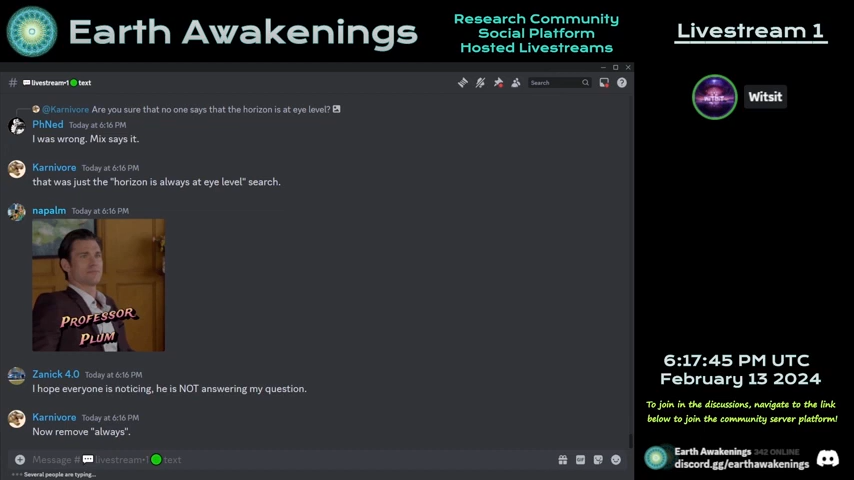 Earth Awakenings
Research Community
Social Platform
Hosted Livestreams
Livestream 1
# livestream-1 text
Search
@Karnivore Are you sure that no one says that the horizon is at eye level?
PhNed Today at 6:16 PM
I was wrong. Mix says it.
Karnivore Today at 6:16 PM
that was just the "horizon is always at eye level" search.
napalm Today at 6:16 PM
PROFESSOR
PLUM
Zanick 4.0 Today at 6:16 PM
I hope everyone is noticing, he is NOT answering my question.
Karnivore Today at 6:16 PM
Now remove "always".
Message # livestream-1 text
GIF
Several people are typing...
WITSIT
Witsit
6:17:45 PM UTC
February 13 2024
To join in the discussions, navigate to the link
below to join the community server platform!
Earth Awakenings 342 ONLINE
discord.gg/earthawakenings